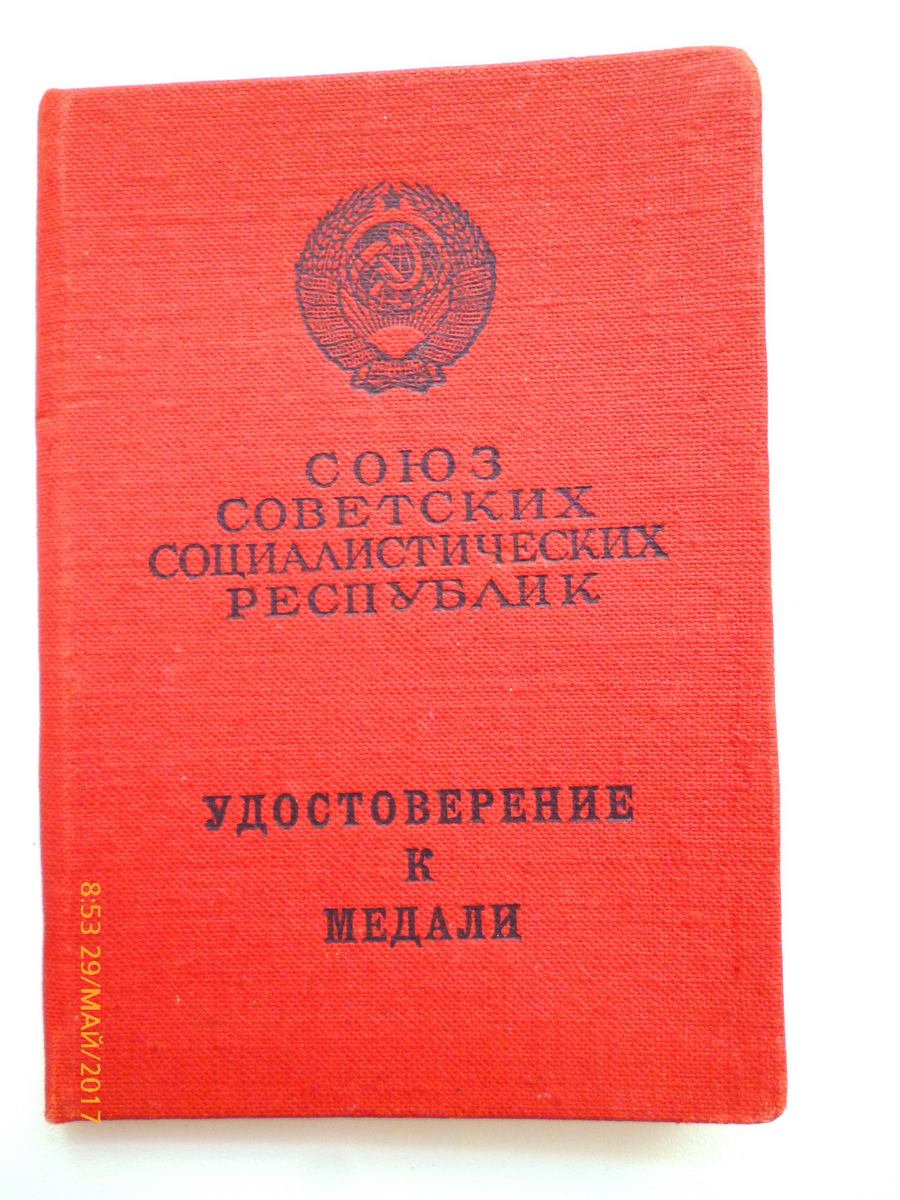 СОЮЗ
СОВЕТСКИХ
СОЦИАЛИСТИЧЕСКИХ
РЕСПУБЛИК
УДОСТОВЕРЕНИЕ
К
МЕДАЛИ
8:53 29/МАЙ/2017